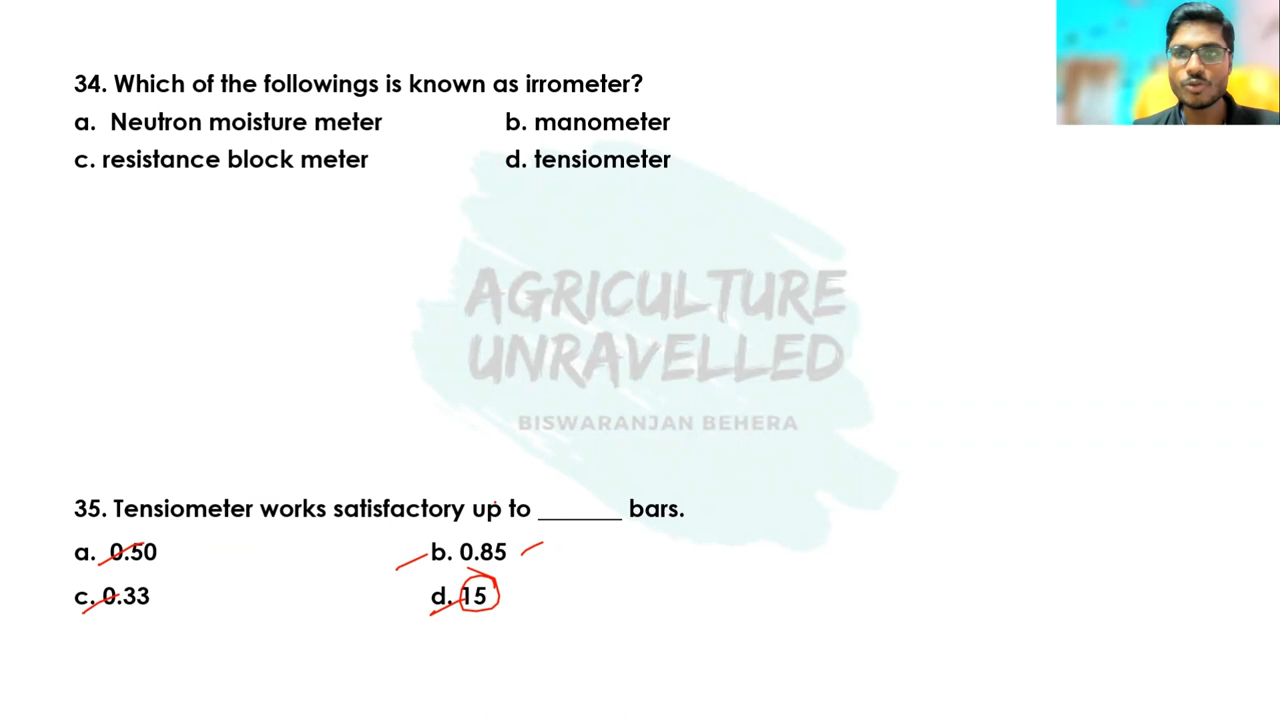 34. Which of the followings is known as irrometer?
a. Neutron moisture meter b. manometer
c. resistance block meter d. tensiometer
AGRICULTURE
UNRAVELLED
BISWARANJAN BEHERA
35. Tensiometer works satisfactory up to _______ bars.
a. 0.50 b. 0.85
c. 0.33 d. 15